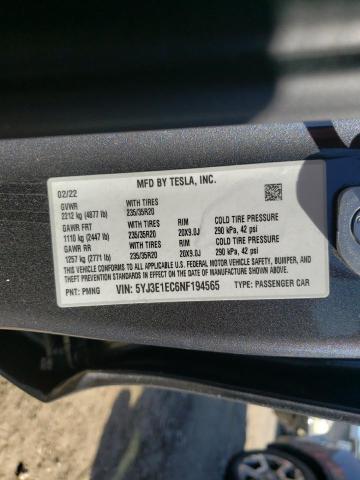 MFD BY TESLA, INC.
02/22
GVWR WITH TIRES
2212 kg (4877 lb) 235/35R20
GAWR FRT WITH TIRES RIM COLD TIRE PRESSURE
1110 kg (2447 lb) 235/35R20 20X9.0J 290 kPa, 42 psi
GAWR RR WITH TIRES RIM COLD TIRE PRESSURE
1257 kg (2771 lb) 235/35R20 20X9.0J 290 kPa, 42 psi
THIS VEHICLE CONFORMS TO ALL APPLICABLE U.S. FEDERAL MOTOR VEHICLE SAFETY, BUMPER, AND
THEFT PREVENTION STANDARDS IN EFFECT ON THE DATE OF MANUFACTURE SHOWN ABOVE.
PNT: PMNG VIN: 5YJ3E1EC6NF194565 TYPE: PASSENGER CAR